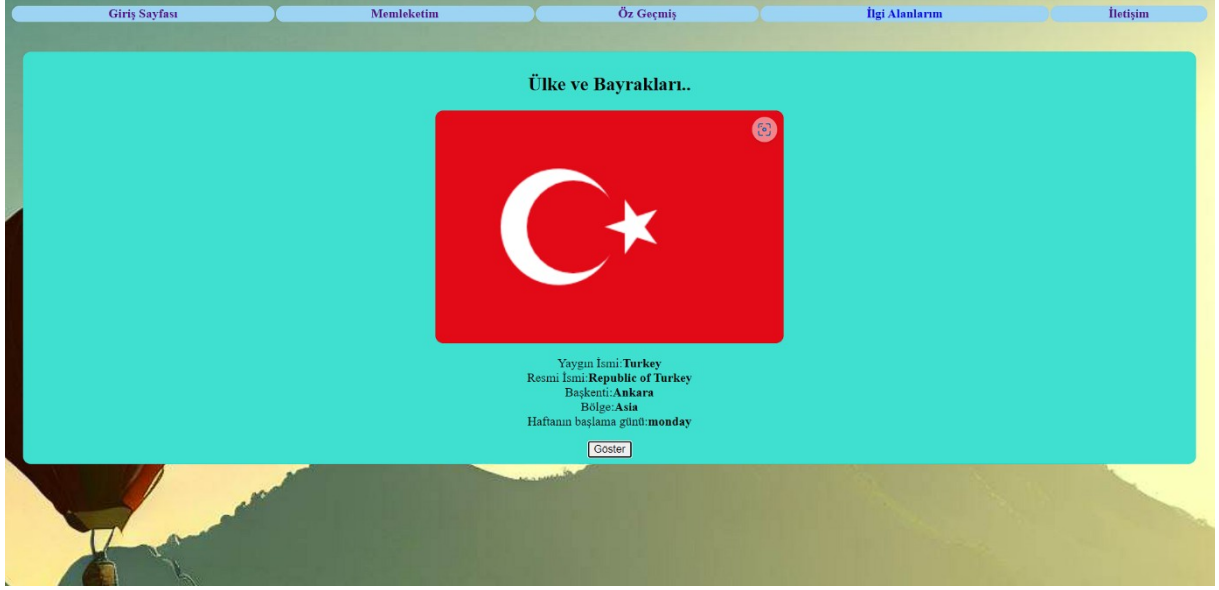 Giriş Sayfası Memleketim Öz Geçmiş İlgi Alanlarım İletişim
Ülke ve Bayrakları..
Yaygın İsmi:Turkey
Resmi İsmi:Republic of Turkey
Başkenti:Ankara
Bölge:Asia
Haftanın başlama günü:monday
Göster